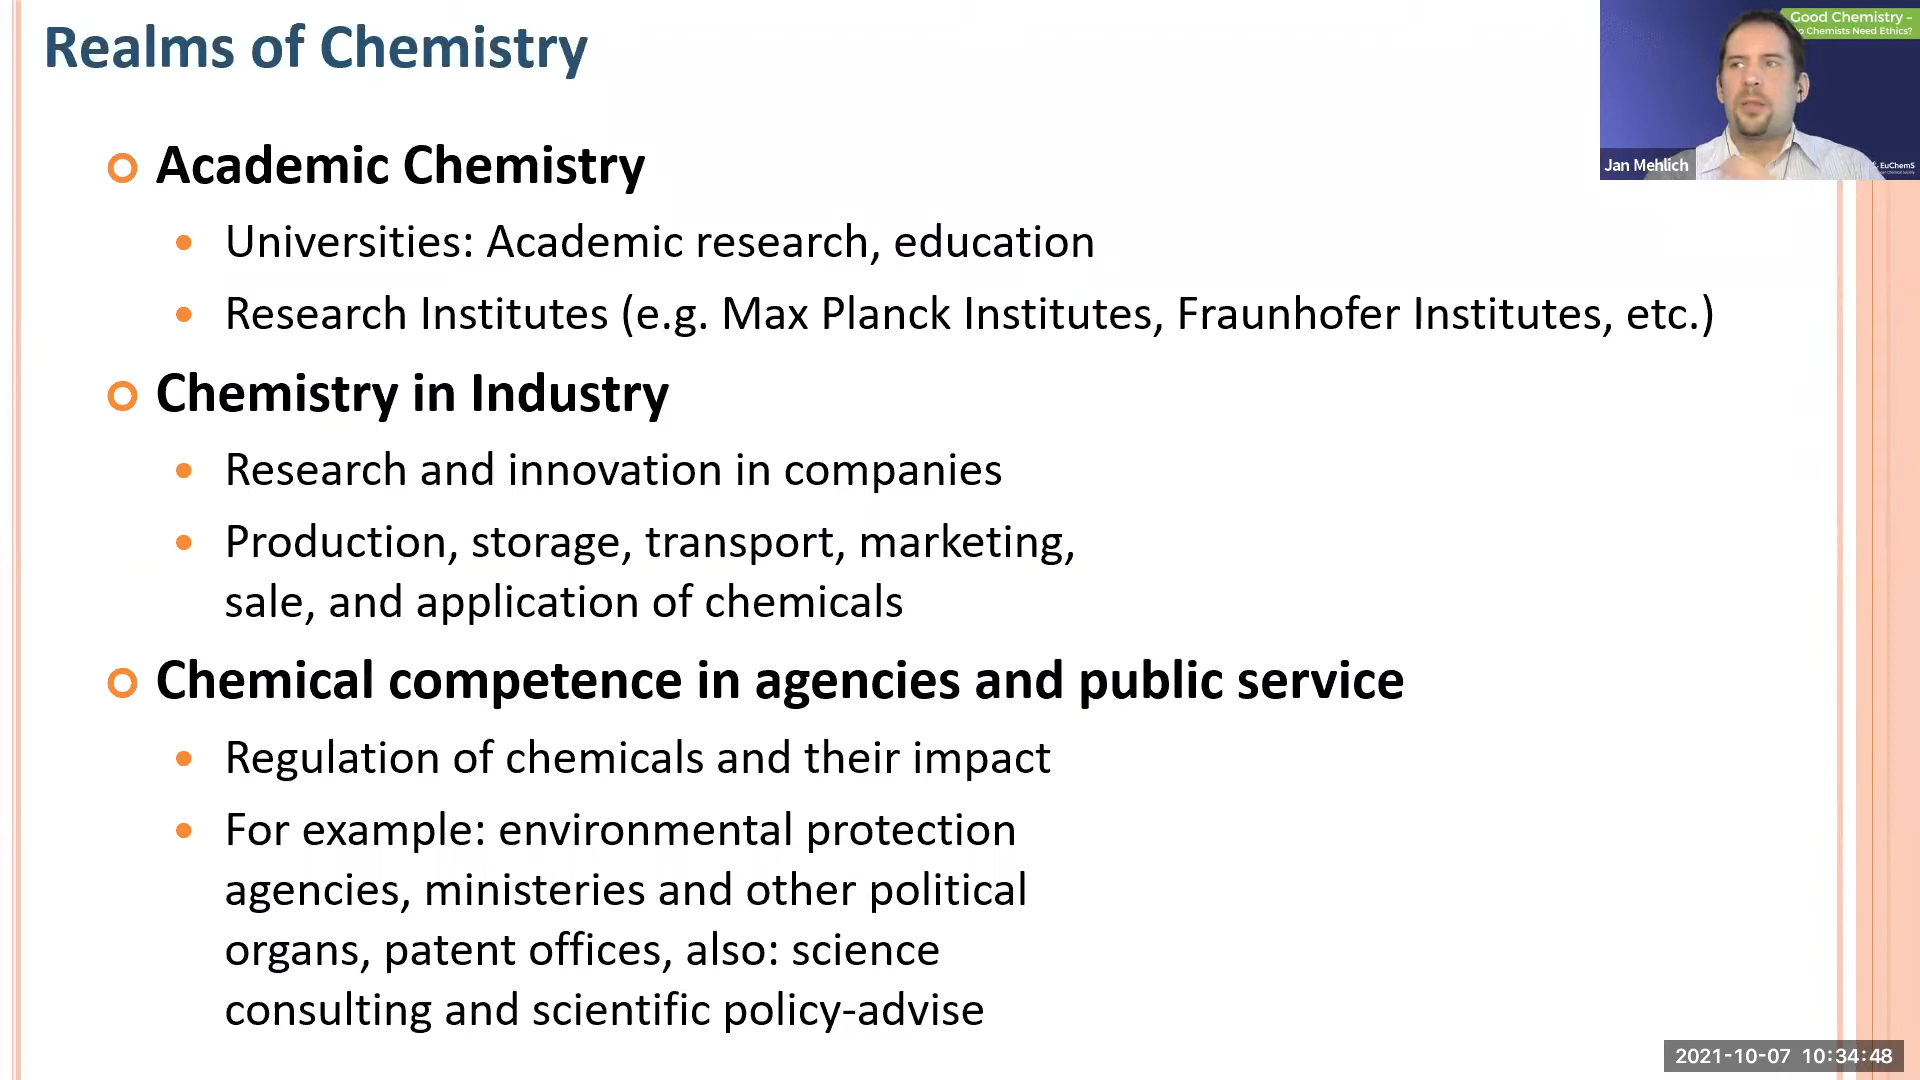 Realms of Chemistry
Good Chemistry –
o Chemists Need Ethics?
Jan Mehlich
EuChemS
Academic Chemistry
Universities: Academic research, education
Research Institutes (e.g. Max Planck Institutes, Fraunhofer Institutes, etc.)
Chemistry in Industry
Research and innovation in companies
Production, storage, transport, marketing,
sale, and application of chemicals
Chemical competence in agencies and public service
Regulation of chemicals and their impact
For example: environmental protection
agencies, ministeries and other political
organs, patent offices, also: science
consulting and scientific policy-advise
2021-10-07 10:34:48